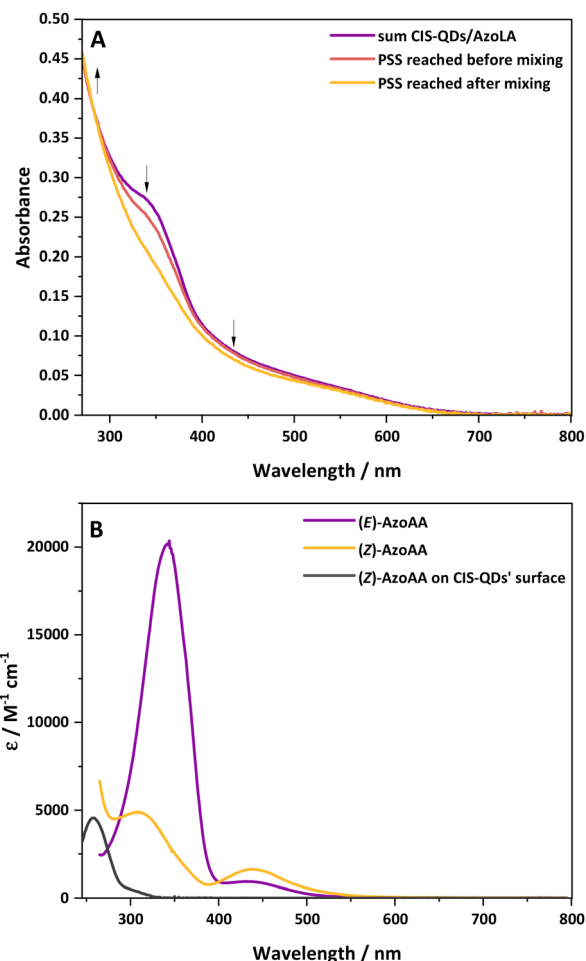 A
sum CIS-QDs/AzoLA
PSS reached before mixing
PSS reached after mixing
0.50
0.45
0.40
0.35
0.30
0.25
0.20
0.15
0.10
0.05
0.00
Absorbance
300 400 500 600 700 800
Wavelength / nm
B
(E)-AzoAA
(Z)-AzoAA
(Z)-AzoAA on CIS-QDs' surface
20000
15000
10000
5000
0
ε / M⁻¹ cm⁻¹
300 400 500 600 700 800
Wavelength / nm